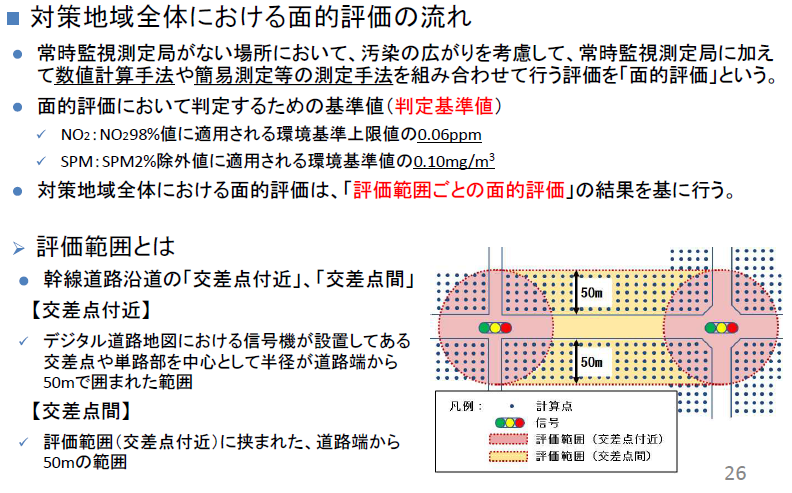 ■ 対策地域全体における面的評価の流れ
● 常時監視測定局がない場所において、汚染の広がりを考慮して、常時監視測定局に加え
て数値計算手法や簡易測定等の測定手法を組み合わせて行う評価を「面的評価」という。
● 面的評価において判定するための基準値(判定基準値)
✓ NO2:NO298%値に適用される環境基準上限値の0.06ppm
✓ SPM:SPM2%除外値に適用される環境基準値の0.10mg/m3
● 対策地域全体における面的評価は、「評価範囲ごとの面的評価」の結果を基に行う。
➢ 評価範囲とは
● 幹線道路沿道の「交差点付近」、「交差点間」
【交差点付近】
✓ デジタル道路地図における信号機が設置してある
交差点や単路部を中心として半径が道路端から
50mで囲まれた範囲
【交差点間】
✓ 評価範囲(交差点付近)に挟まれた、道路端から
50mの範囲
50m
50m
凡例:
計算点
信号
評価範囲(交差点付近)
評価範囲(交差点間)
26